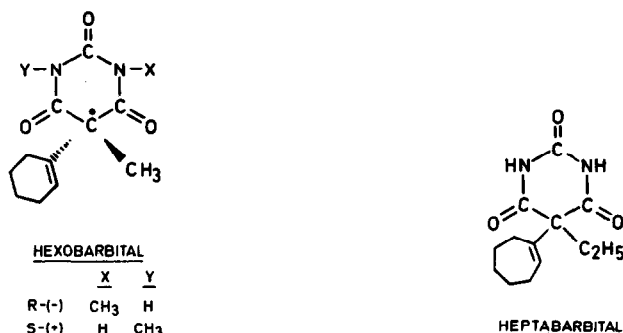 O
Y-N C N-X
C C
O C O
CH₃
HEXOBARBITAL
X Y
R-(-) CH₃ H
S-(+) H CH₃
O
HN C NH
C C
O C O
C₂H₅
HEPTABARBITAL